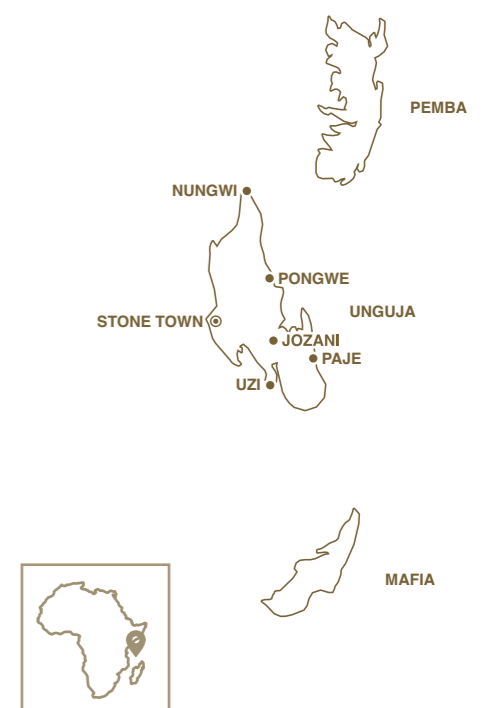 PEMBA
NUNGWI
PONGWE
UNGUJA
STONE TOWN
JOZANI
PAJE
UZI
MAFIA